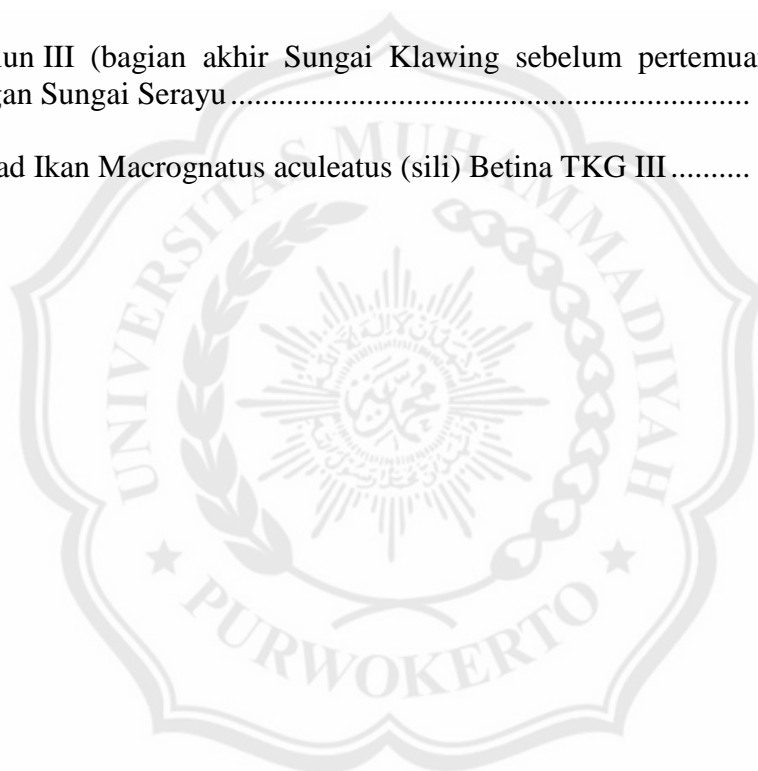 un III (bagian akhir Sungai Klawing sebelum pertemua
gan Sungai Serayu................................................................
ad Ikan Macrognatus aculeatus (sili) Betina TKG III..........
UNIVERSITAS MUHAMMADIYAH
PURWOKERTO